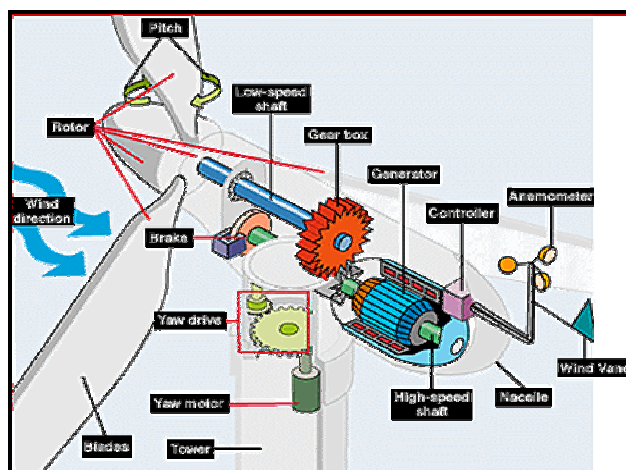 Pitch
Low-speed
shaft
Rotor
Gear box
Generator
Anemometer
Controller
Wind
direction
Brake
Yaw drive
Wind Vane
High-speed
shaft
Nacelle
Yaw motor
Blades
Tower